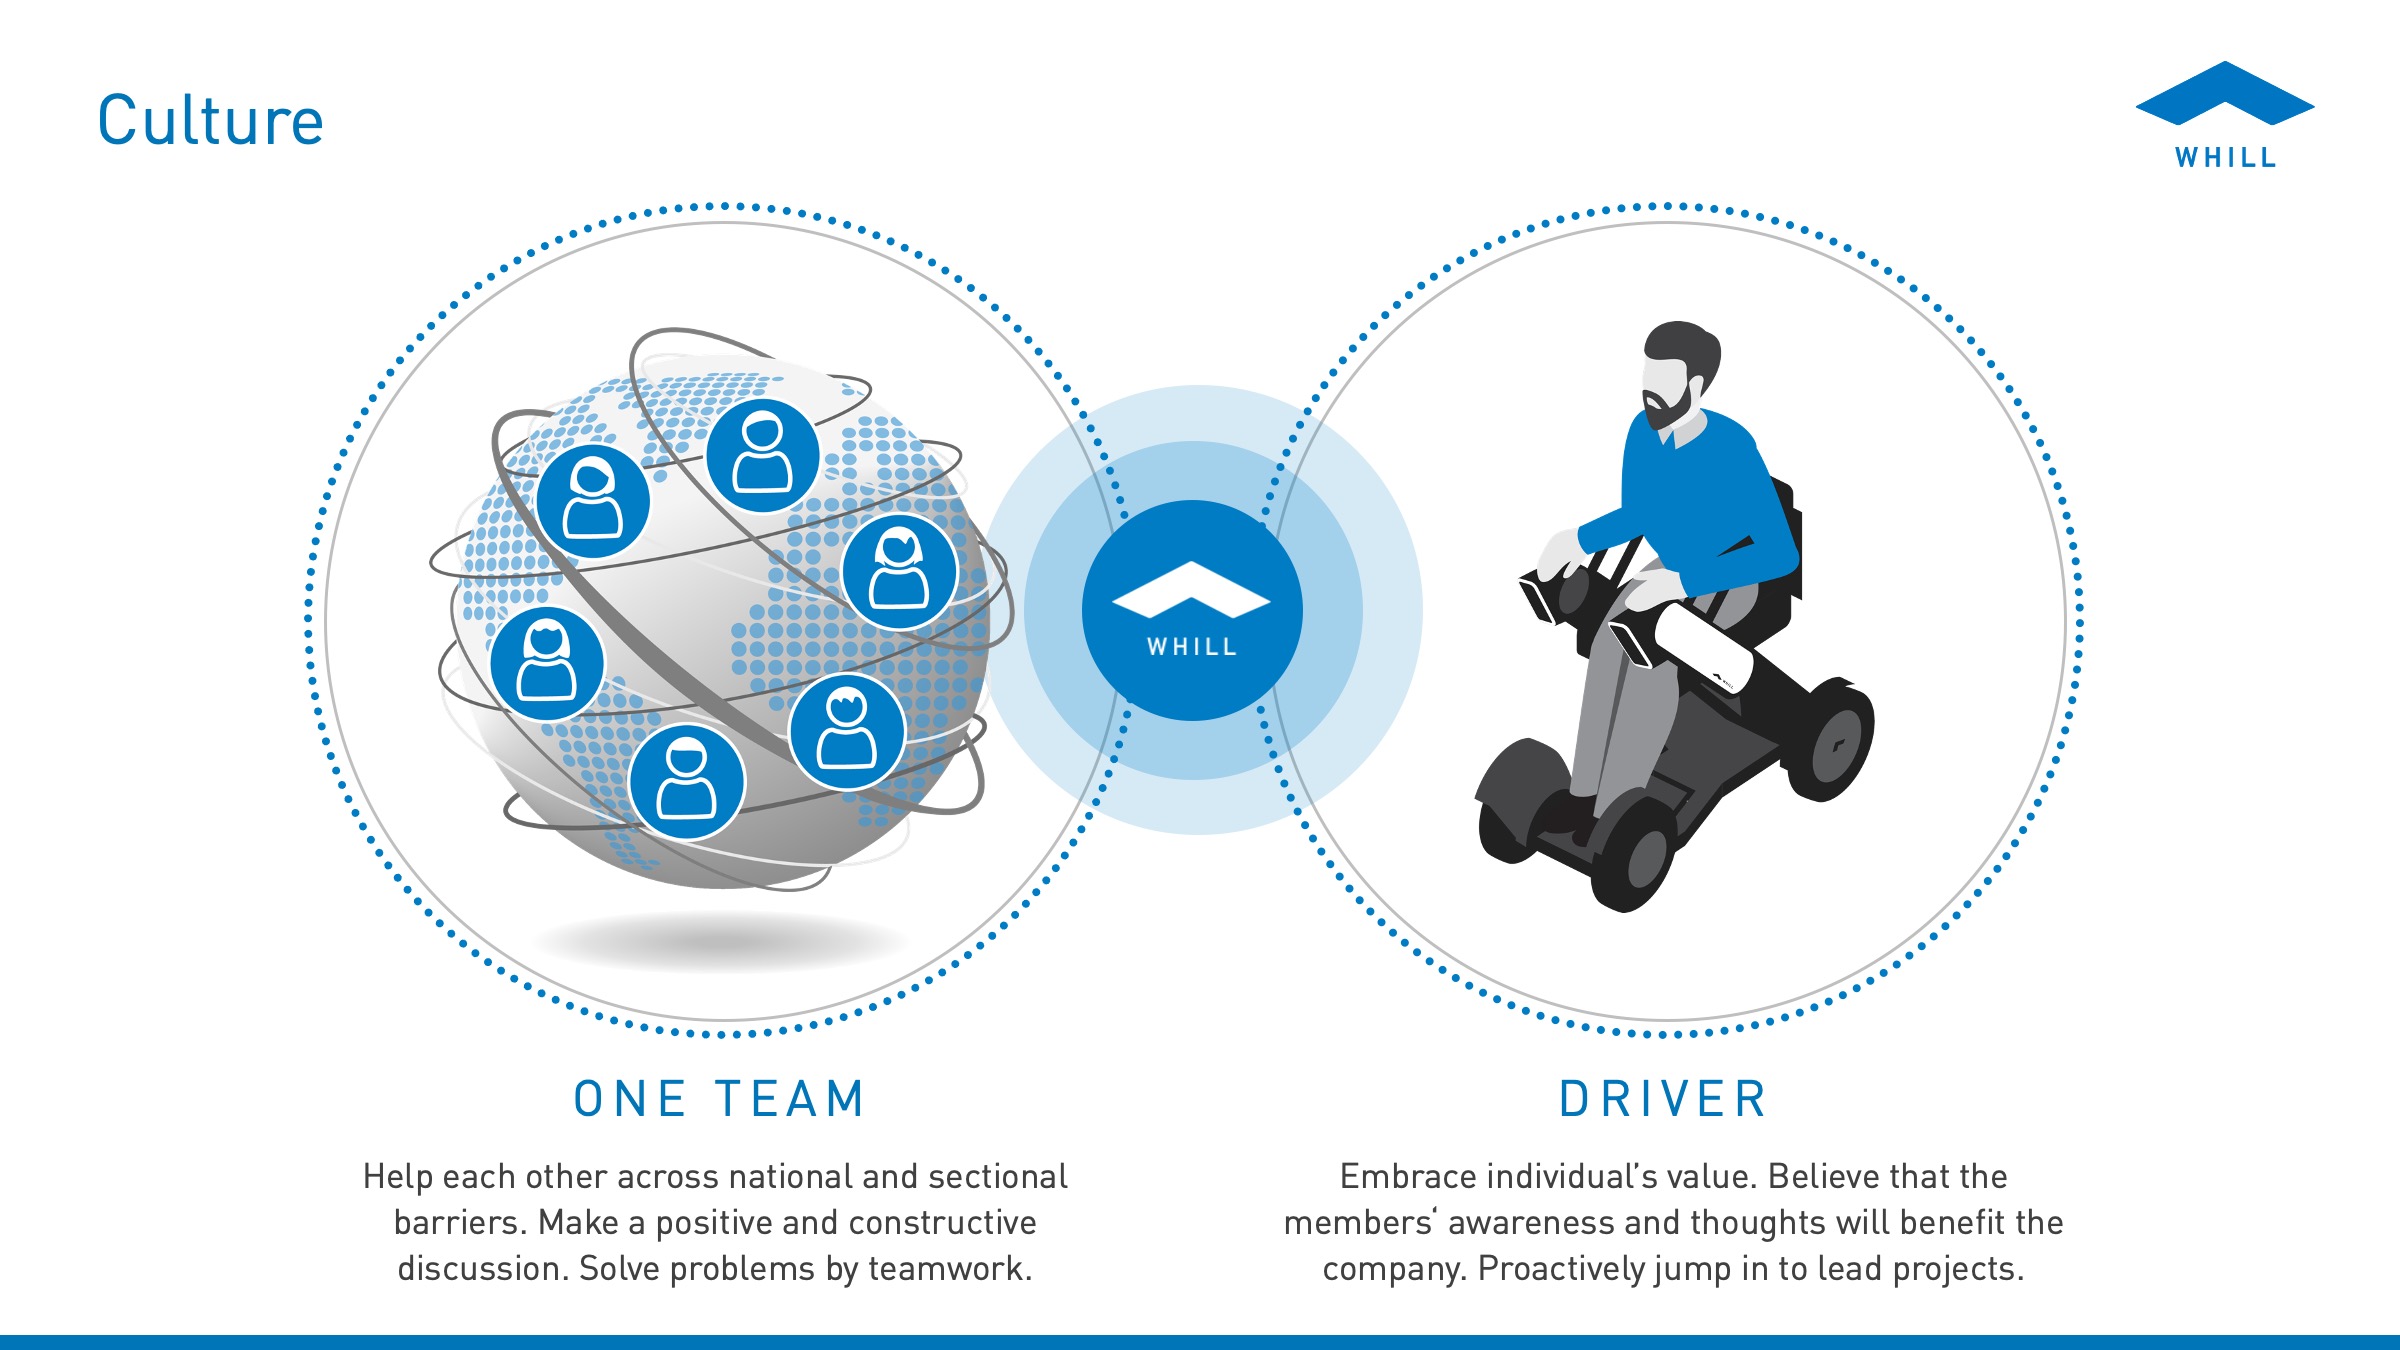 Culture
WHILL
WHILL
ONE TEAM
Help each other across national and sectional
barriers. Make a positive and constructive
discussion. Solve problems by teamwork.
DRIVER
Embrace individual’s value. Believe that the
members‘ awareness and thoughts will benefit the
company. Proactively jump in to lead projects.